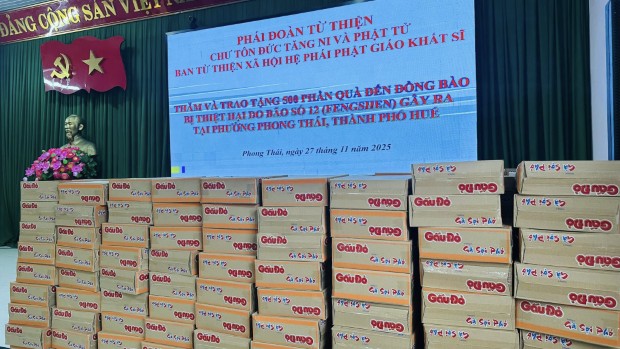 ĐẢNG CỘNG SẢN VIỆT NAM
PHÁI ĐOÀN TỪ THIỆN
CHƯ TÔN ĐỨC TĂNG NI VÀ PHẬT TỬ
BAN TỪ THIỆN XÃ HỘI HỆ PHÁI PHẬT GIÁO KHẤT SĨ
THĂM VÀ TRAO TẶNG 500 PHẦN QUÀ ĐẾN ĐỒNG BÀO
BỊ THIỆT HẠI DO BÃO SỐ 12 (FENGSHEN) GÂY RA
TẠI PHƯỜNG PHONG THÁI, THÀNH PHỐ HUẾ
Phong Thái, ngày 27 tháng 11 năm 2025
Gấu Đỏ
Gà Sợi Phở